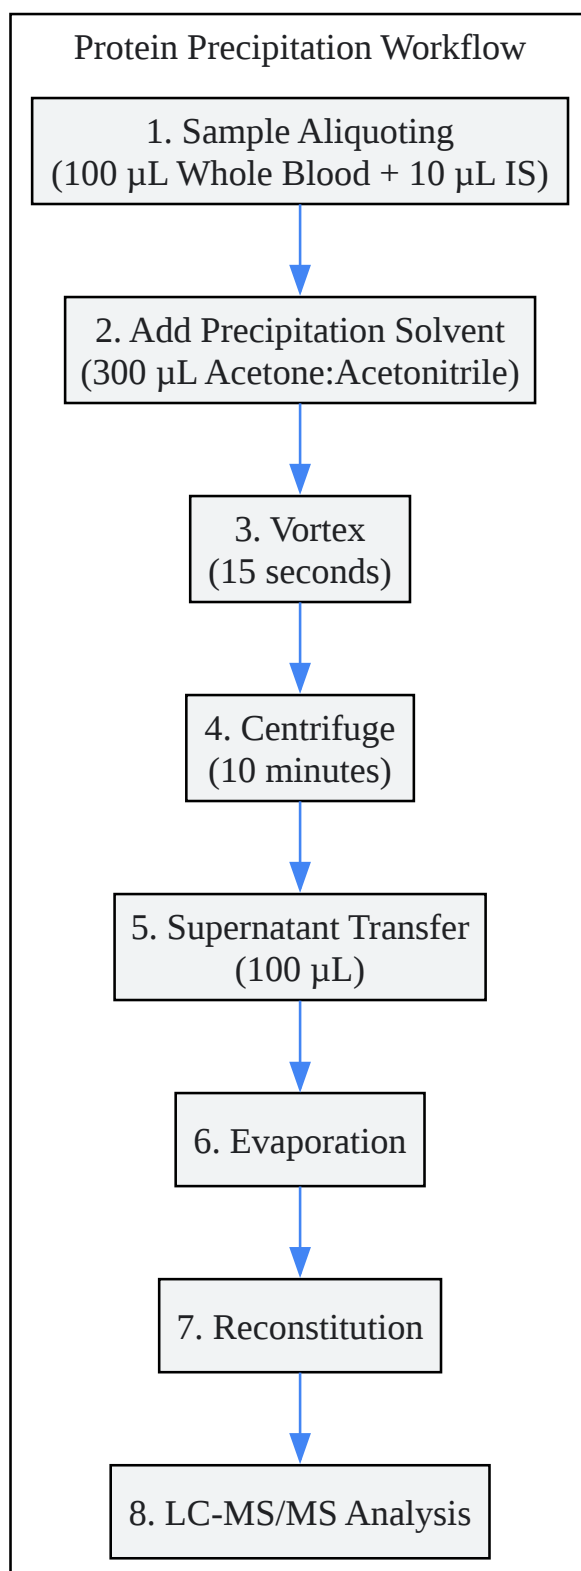 Protein Precipitation Workflow
1. Sample Aliquoting
(100 µL Whole Blood + 10 µL IS)
2. Add Precipitation Solvent
(300 µL Acetone:Acetonitrile)
3. Vortex
(15 seconds)
4. Centrifuge
(10 minutes)
5. Supernatant Transfer
(100 µL)
6. Evaporation
7. Reconstitution
8. LC-MS/MS Analysis